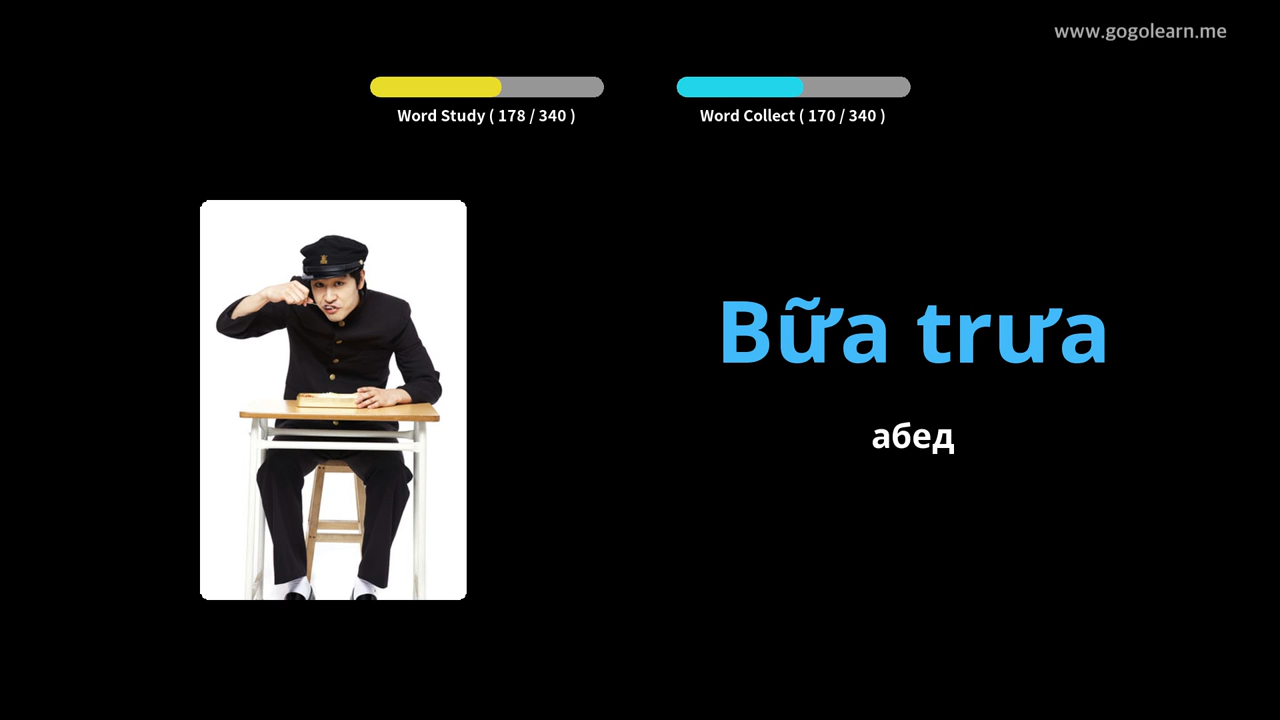 www.gogolearn.me
Word Study ( 178 / 340 )
Word Collect ( 170 / 340 )
Bữa trưa
абед